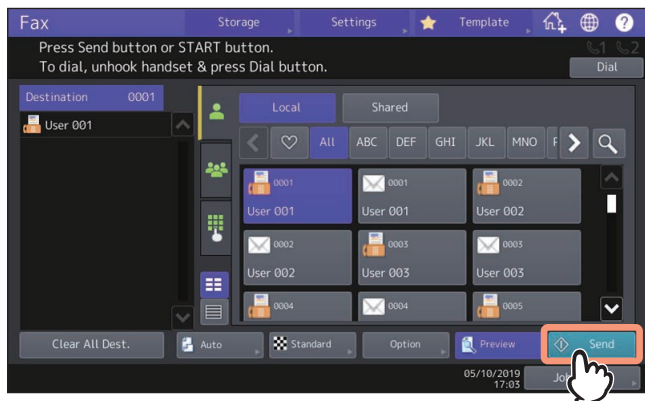 Fax Storage Settings Template ?
Press Send button or START button.
To dial, unhook handset & press Dial button.
1 2
Dial
Destination 0001
User 001
Local Shared
All ABC DEF GHI JKL MNO P
0001
User 001
0001
User 001
0002
User 002
0002
User 002
0003
User 003
0003
User 003
0004
0004
0005
Clear All Dest. Auto Standard Option Preview Send
05/10/2019
17:03